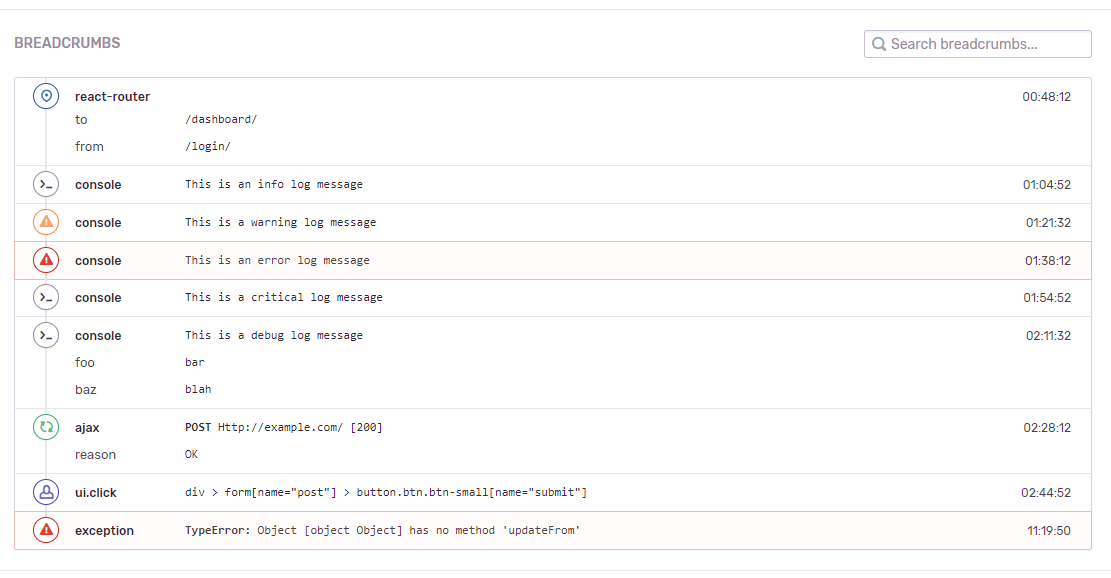 BREADCRUMBS
Search breadcrumbs...
react-router 00:48:12
to /dashboard/
from /login/
console This is an info log message 01:04:52
console This is a warning log message 01:21:32
console This is an error log message 01:38:12
console This is a critical log message 01:54:52
console This is a debug log message 02:11:32
foo bar
baz blah
ajax POST Http://example.com/ [200] 02:28:12
reason OK
ui.click div > form[name="post"] > button.btn.btn-small[name="submit"] 02:44:52
exception TypeError: Object [object Object] has no method 'updateFrom' 11:19:50